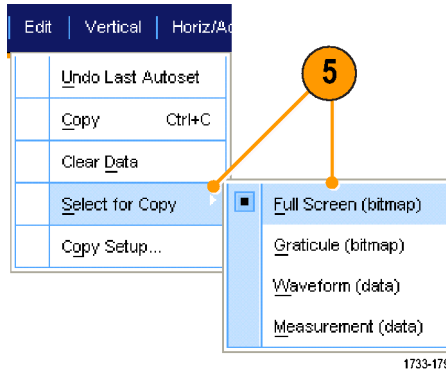 Edit Vertical Horiz/Ac
5
Undo Last Autoset
Copy Ctrl+C
Clear Data
Select for Copy
Copy Setup...
Full Screen (bitmap)
Graticule (bitmap)
Waveform (data)
Measurement (data)
1733-179